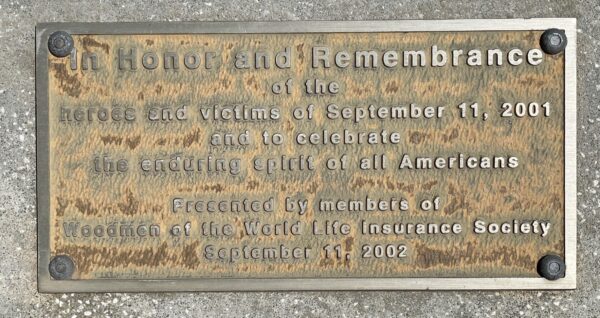 In Honor and Remembrance
of the
heroes and victims of September 11, 2001
and to celebrate
the enduring spirit of all Americans
Presented by members of
Woodmen of the World Life Insurance Society
September 11, 2002